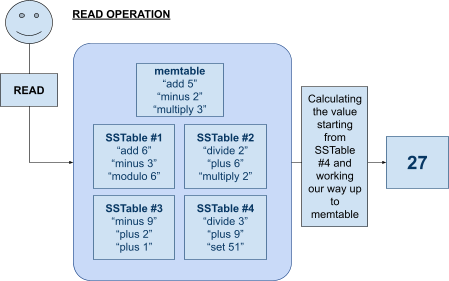 READ OPERATION
READ
memtable
“add 5”
“minus 2”
“multiply 3”
SSTable #1
“add 6”
“minus 3”
“modulo 6”
SSTable #2
“divide 2”
“plus 6”
“multiply 2”
SSTable #3
“minus 9”
“plus 2”
“plus 1”
SSTable #4
“divide 3”
“plus 9”
“set 51”
Calculating
the value
starting
from
SSTable
#4 and
working
our way up
to
memtable
27